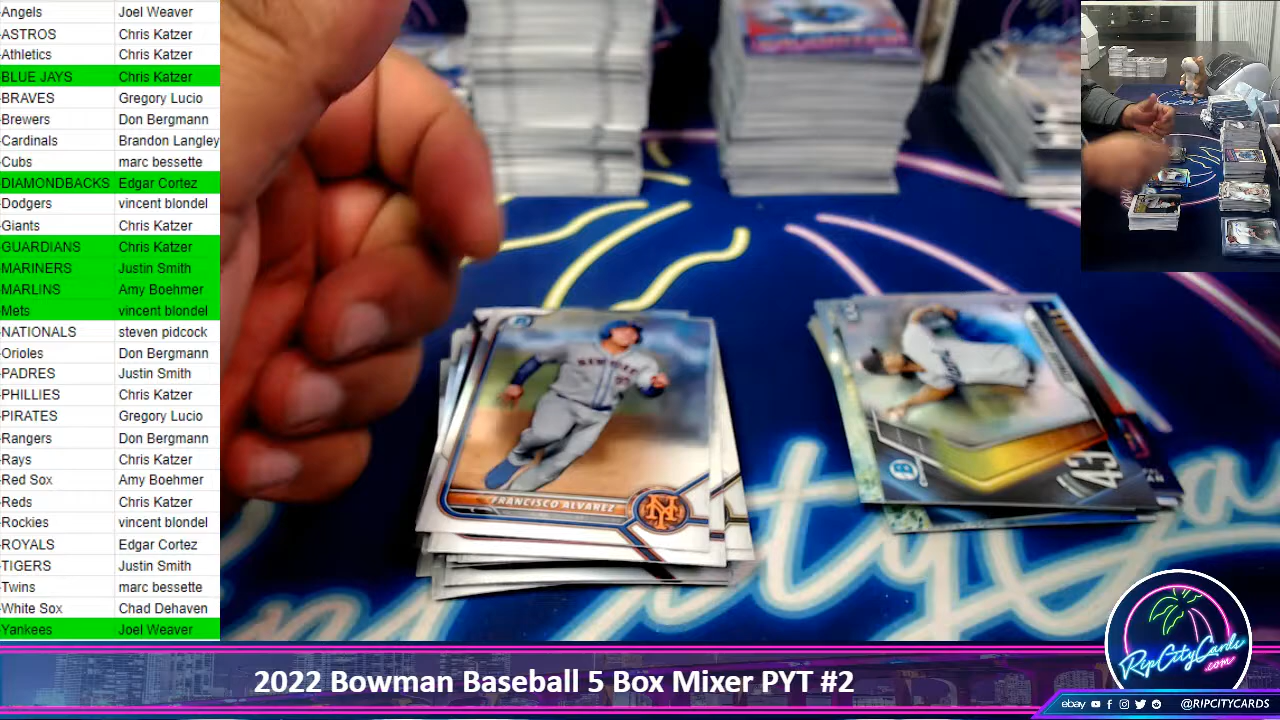 -Angels Joel Weaver
-ASTROS Chris Katzer
-Athletics Chris Katzer
-BLUE JAYS Chris Katzer
-BRAVES Gregory Lucio
-Brewers Don Bergmann
-Cardinals Brandon Langley
-Cubs marc bessette
-DIAMONDBACKS Edgar Cortez
-Dodgers vincent blondel
-Giants Chris Katzer
-GUARDIANS Chris Katzer
-MARINERS Justin Smith
-MARLINS Amy Boehmer
-Mets vincent blondel
-NATIONALS steven pidcock
-Orioles Don Bergmann
-PADRES Justin Smith
-PHILLIES Chris Katzer
-PIRATES Gregory Lucio
-Rangers Don Bergmann
-Rays Chris Katzer
-Red Sox Amy Boehmer
-Reds Chris Katzer
-Rockies vincent blondel
-ROYALS Edgar Cortez
-TIGERS Justin Smith
-Twins marc bessette
-White Sox Chad Dehaven
-Yankees Joel Weaver
FRANCISCO ALVAREZ
2022 Bowman Baseball 5 Box Mixer PYT #2
RipCityCards
.com
ebay @RIPCITYCARDS